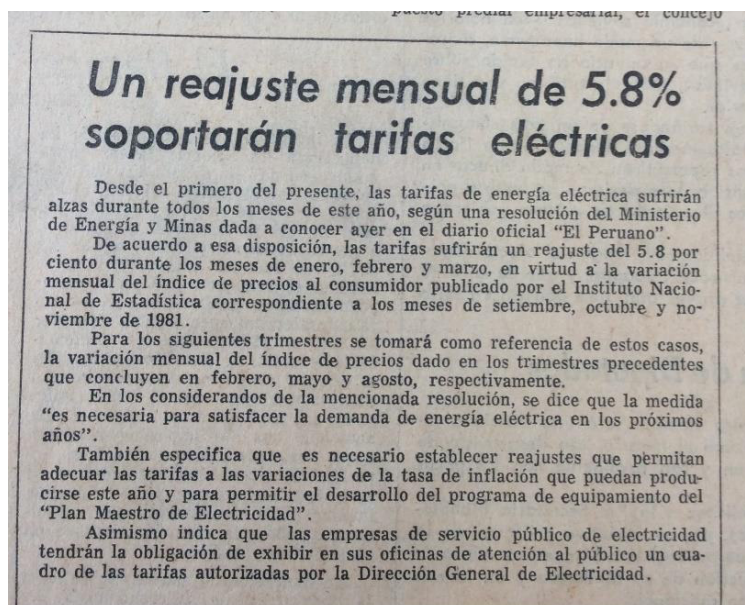 puesto predial empresarial, el concejo
Un reajuste mensual de 5.8%
soportarán tarifas eléctricas
Desde el primero del presente, las tarifas de energía eléctrica sufrirán
alzas durante todos los meses de este año, según una resolución del Ministerio
de Energía y Minas dada a conocer ayer en el diario oficial “El Peruano”.
De acuerdo a esa disposición, las tarifas sufrirán un reajuste del 5.8 por
ciento durante los meses de enero, febrero y marzo, en virtud a la variación
mensual del índice de precios al consumidor publicado por el Instituto Nacio-
nal de Estadística correspondiente a los meses de setiembre, octubre y no-
viembre de 1981.
Para los siguientes trimestres se tomará como referencia de estos casos,
la variación mensual del índice de precios dado en los trimestres precedentes
que concluyen en febrero, mayo y agosto, respectivamente.
En los considerandos de la mencionada resolución, se dice que la medida
“es necesaria para satisfacer la demanda de energía eléctrica en los próximos
años”.
También especifica que es necesario establecer reajustes que permitan
adecuar las tarifas a las variaciones de la tasa de inflación que puedan produ-
cirse este año y para permitir el desarrollo del programa de equipamiento del
“Plan Maestro de Electricidad”.
Asimismo indica que las empresas de servicio público de electricidad
tendrán la obligación de exhibir en sus oficinas de atención al público un cua-
dro de las tarifas autorizadas por la Dirección General de Electricidad.